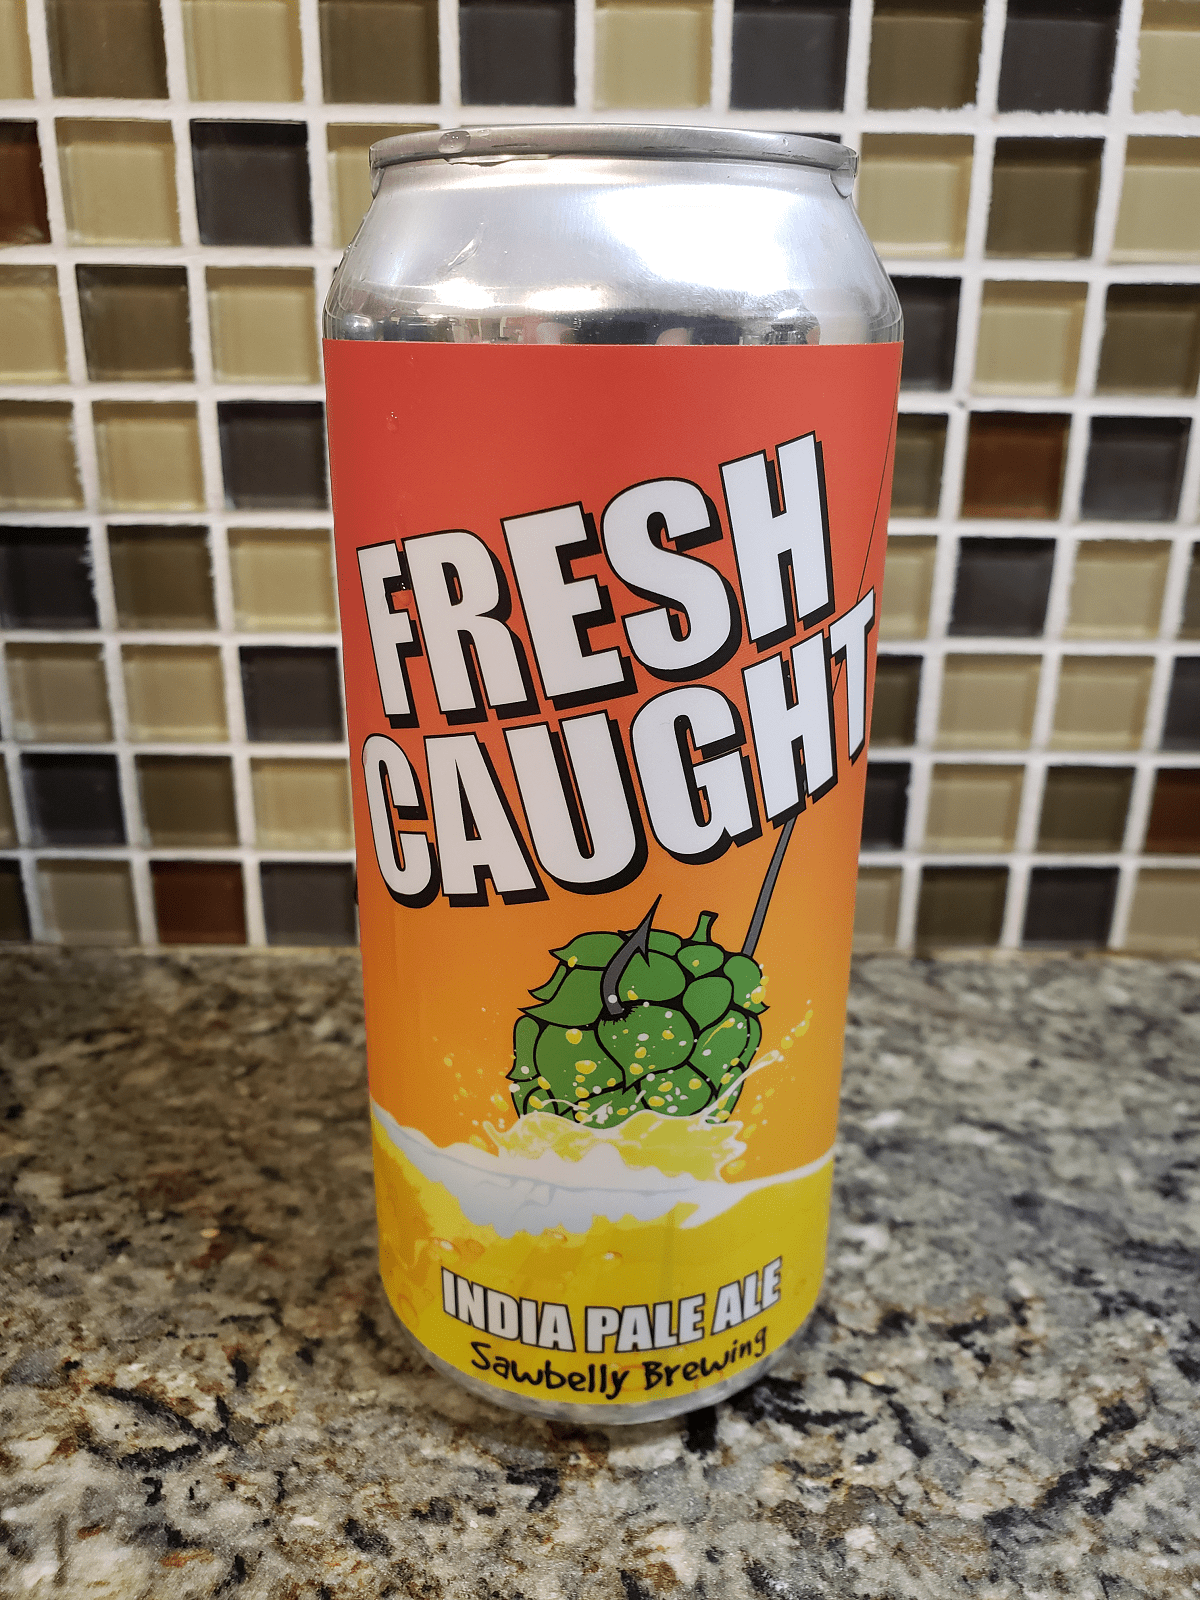 FRESH
CAUGHT
INDIA PALE ALE
Sawbelly Brewing